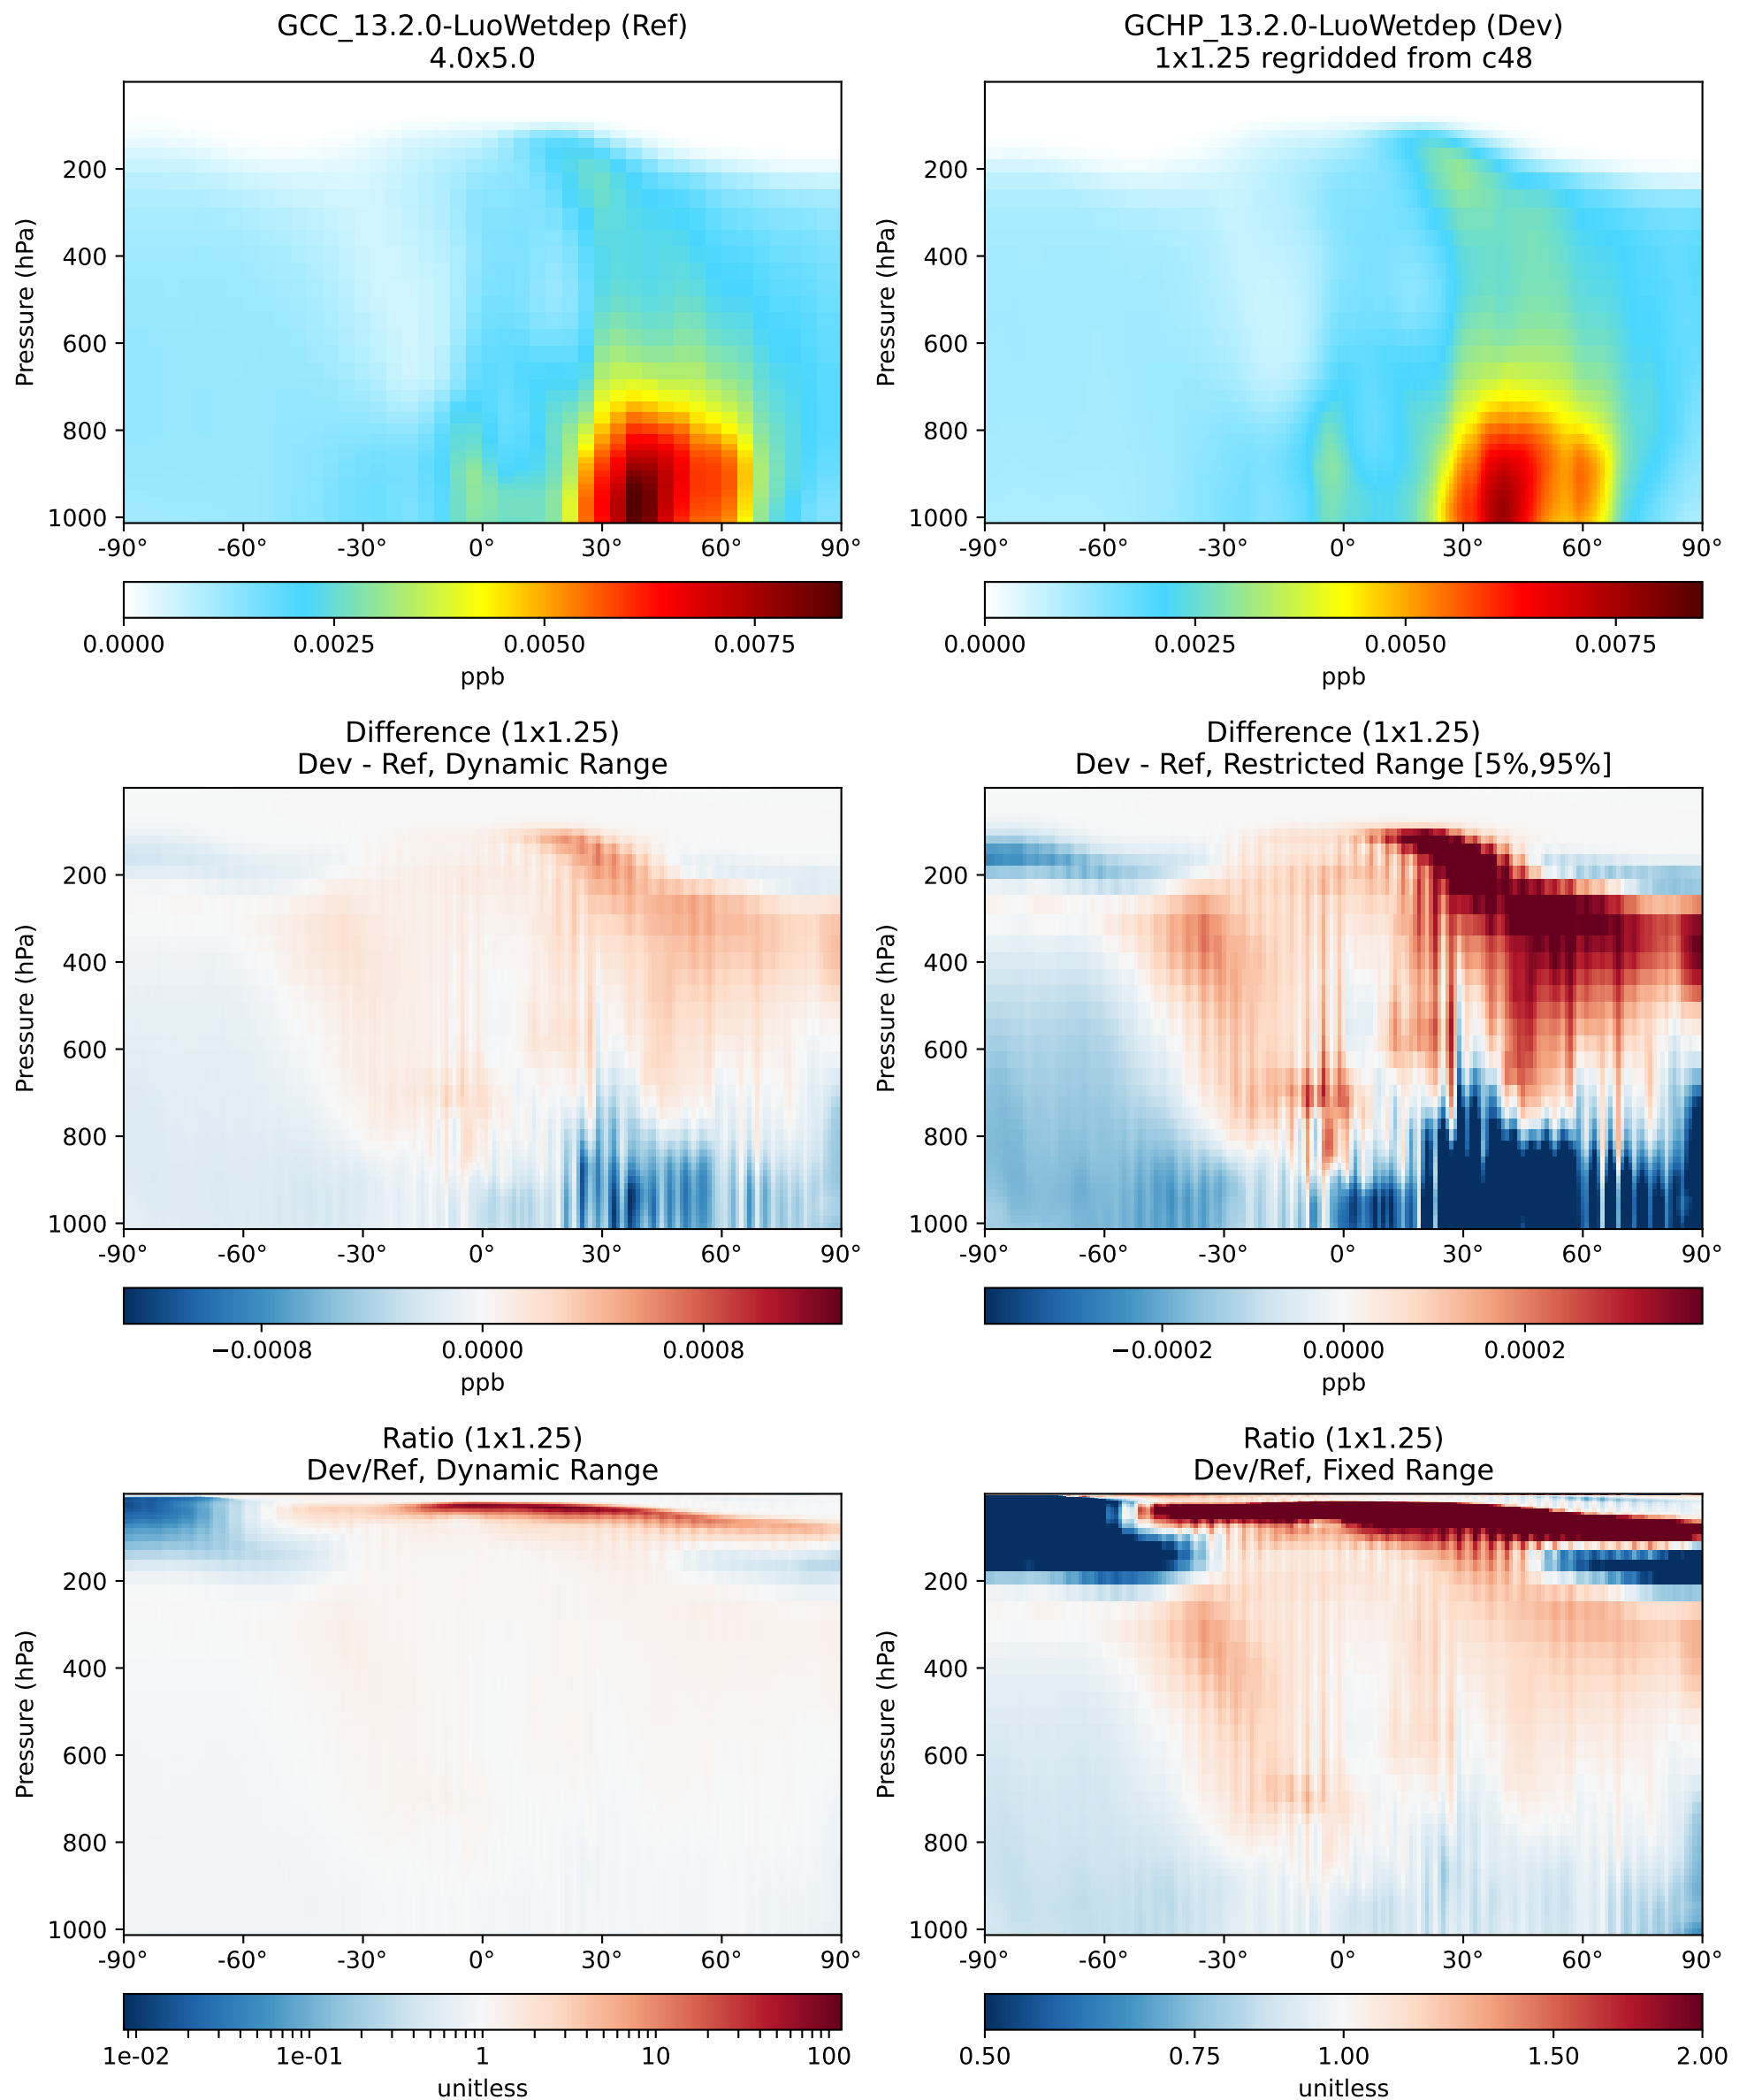 GCC_13.2.0-LuoWetdep (Ref)
4.0x5.0
GCHP_13.2.0-LuoWetdep (Dev)
1x1.25 regridded from c48
Pressure (hPa)
200
400
600
800
1000
-90° -60° -30° 0° 30° 60° 90°
0.0000 0.0025 0.0050 0.0075
ppb
Pressure (hPa)
200
400
600
800
1000
-90° -60° -30° 0° 30° 60° 90°
0.0000 0.0025 0.0050 0.0075
ppb
Difference (1x1.25)
Dev - Ref, Dynamic Range
Difference (1x1.25)
Dev - Ref, Restricted Range [5%,95%]
Pressure (hPa)
200
400
600
800
1000
-90° -60° -30° 0° 30° 60° 90°
−0.0008 0.0000 0.0008
ppb
Pressure (hPa)
200
400
600
800
1000
-90° -60° -30° 0° 30° 60° 90°
−0.0002 0.0000 0.0002
ppb
Ratio (1x1.25)
Dev/Ref, Dynamic Range
Ratio (1x1.25)
Dev/Ref, Fixed Range
Pressure (hPa)
200
400
600
800
1000
-90° -60° -30° 0° 30° 60° 90°
1e-02 1e-01 1 10 100
unitless
Pressure (hPa)
200
400
600
800
1000
-90° -60° -30° 0° 30° 60° 90°
0.50 0.75 1.00 1.50 2.00
unitless